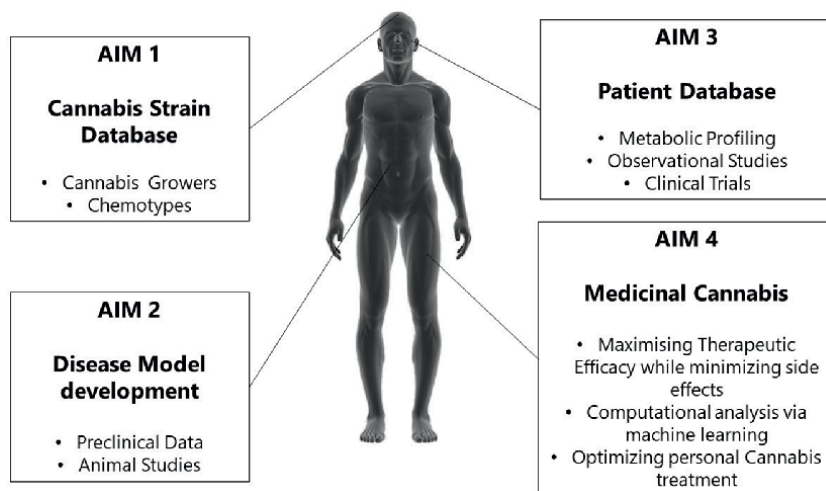 AIM 1
Cannabis Strain
Database
• Cannabis Growers
• Chemotypes
AIM 2
Disease Model
development
• Preclinical Data
• Animal Studies
AIM 3
Patient Database
• Metabolic Profiling
• Observational Studies
• Clinical Trials
AIM 4
Medicinal Cannabis
• Maximising Therapeutic
Efficacy while minimizing side
effects
• Computational analysis via
machine learning
• Optimizing personal Cannabis
treatment